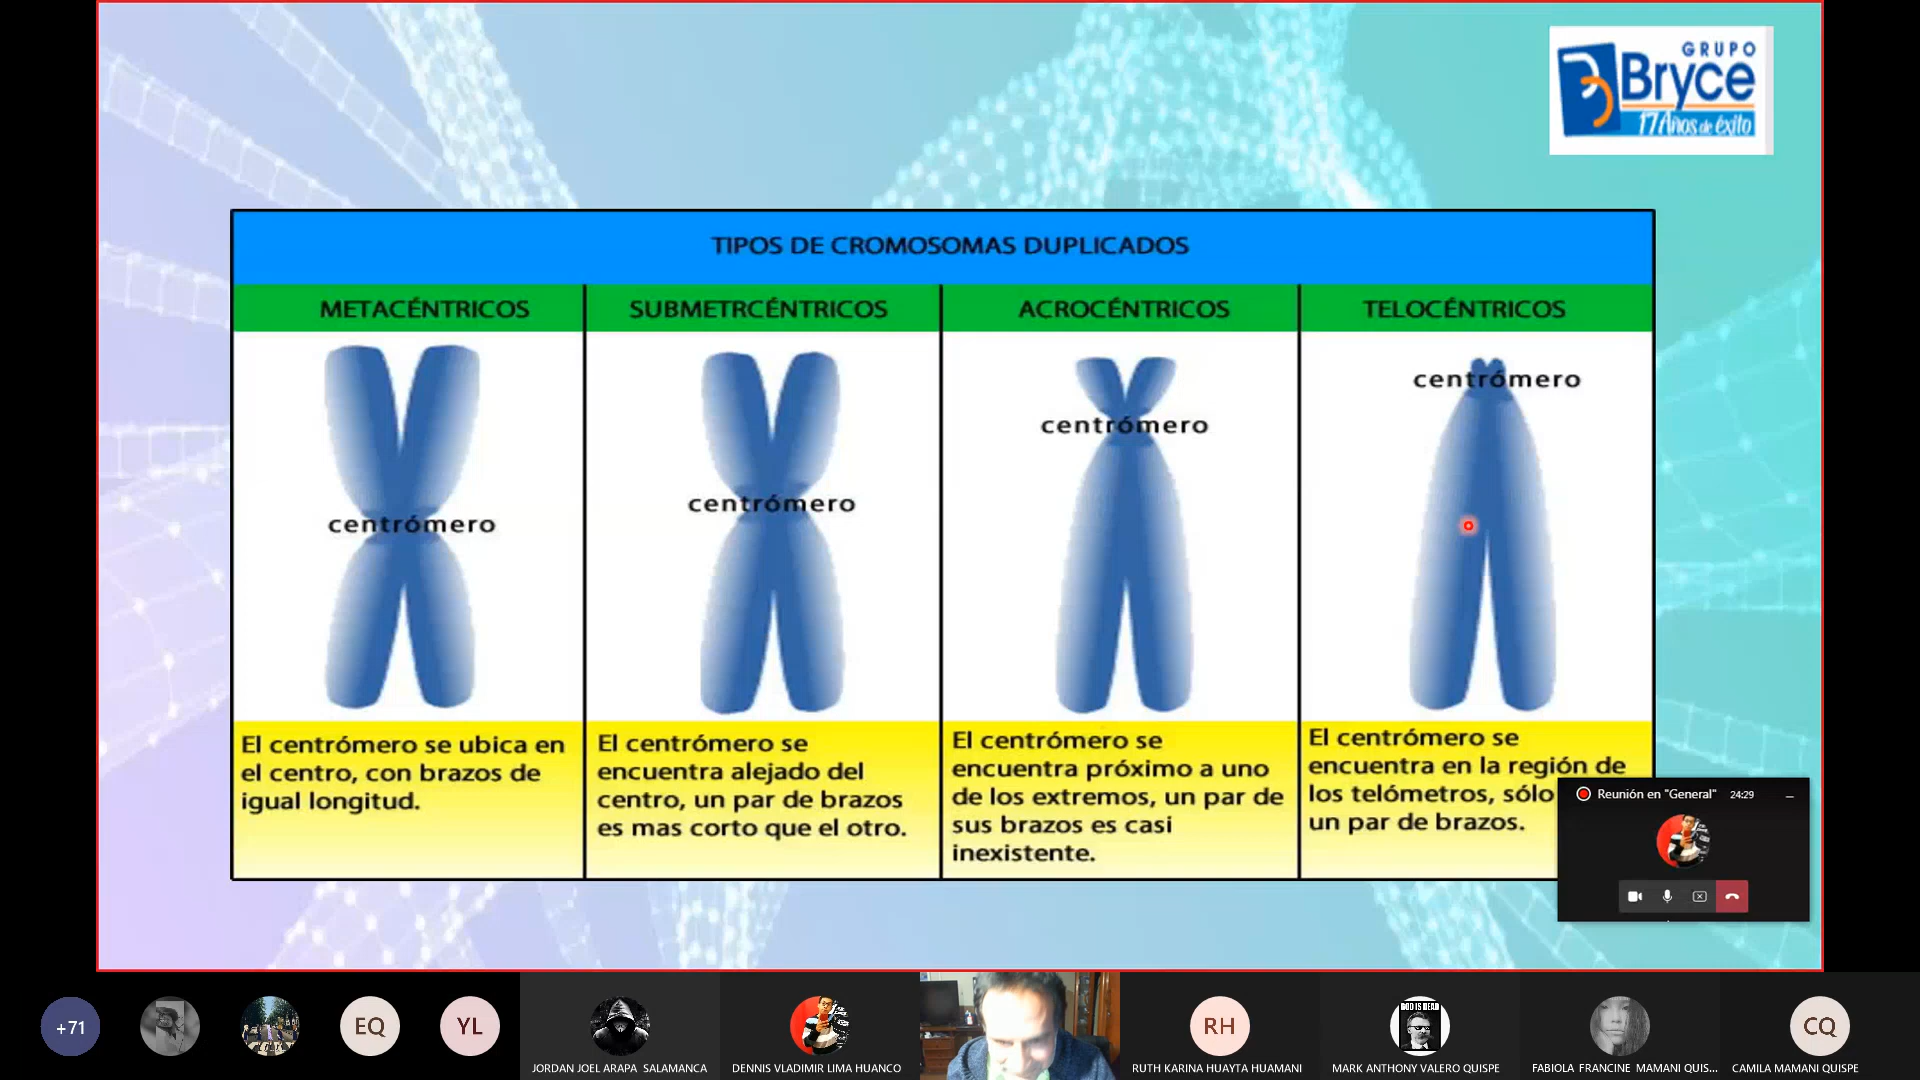 GRUPO
Bryce
17 Años de éxito
TIPOS DE CROMOSOMAS DUPLICADOS
METACÉNTRICOS
SUBMETRCÉNTRICOS
ACROCÉNTRICOS
TELOCÉNTRICOS
centrómero
centrómero
centrómero
centrómero
El centrómero se ubica en
el centro, con brazos de
igual longitud.
El centrómero se
encuentra alejado del
centro, un par de brazos
es mas corto que el otro.
El centrómero se
encuentra próximo a uno
de los extremos, un par de
sus brazos es casi
inexistente.
El centrómero se
encuentra en la región de
los telómetros, sólo
un par de brazos.
Reunión en "General" 24:29
+71
EQ
YL
JORDAN JOEL ARAPA SALAMANCA
DENNIS VLADIMIR LIMA HUANCO
RH
RUTH KARINA HUAYTA HUAMANI
GOD IS DEAD
MARK ANTHONY VALERO QUISPE
FABIOLA FRANCINE MAMANI QUIS...
CQ
CAMILA MAMANI QUISPE